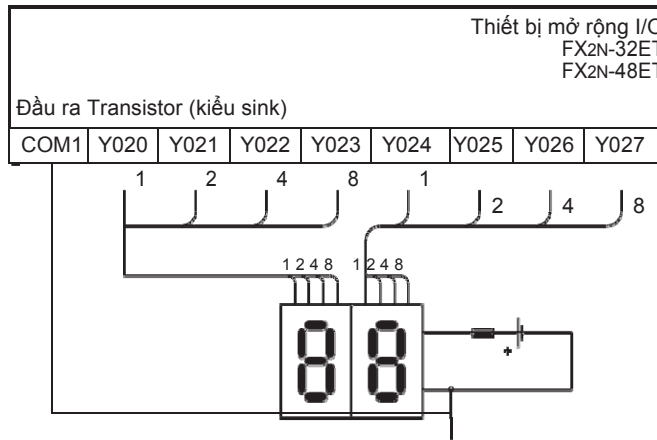 Thiết bị mở rộng I/O
FX2N-32ET
FX2N-48ET
Đầu ra Transistor (kiểu sink)
COM1 Y020 Y021 Y022 Y023 Y024 Y025 Y026 Y027
1 2 4 8 1 2 4 8
1 2 4 8 1 2 4 8
+